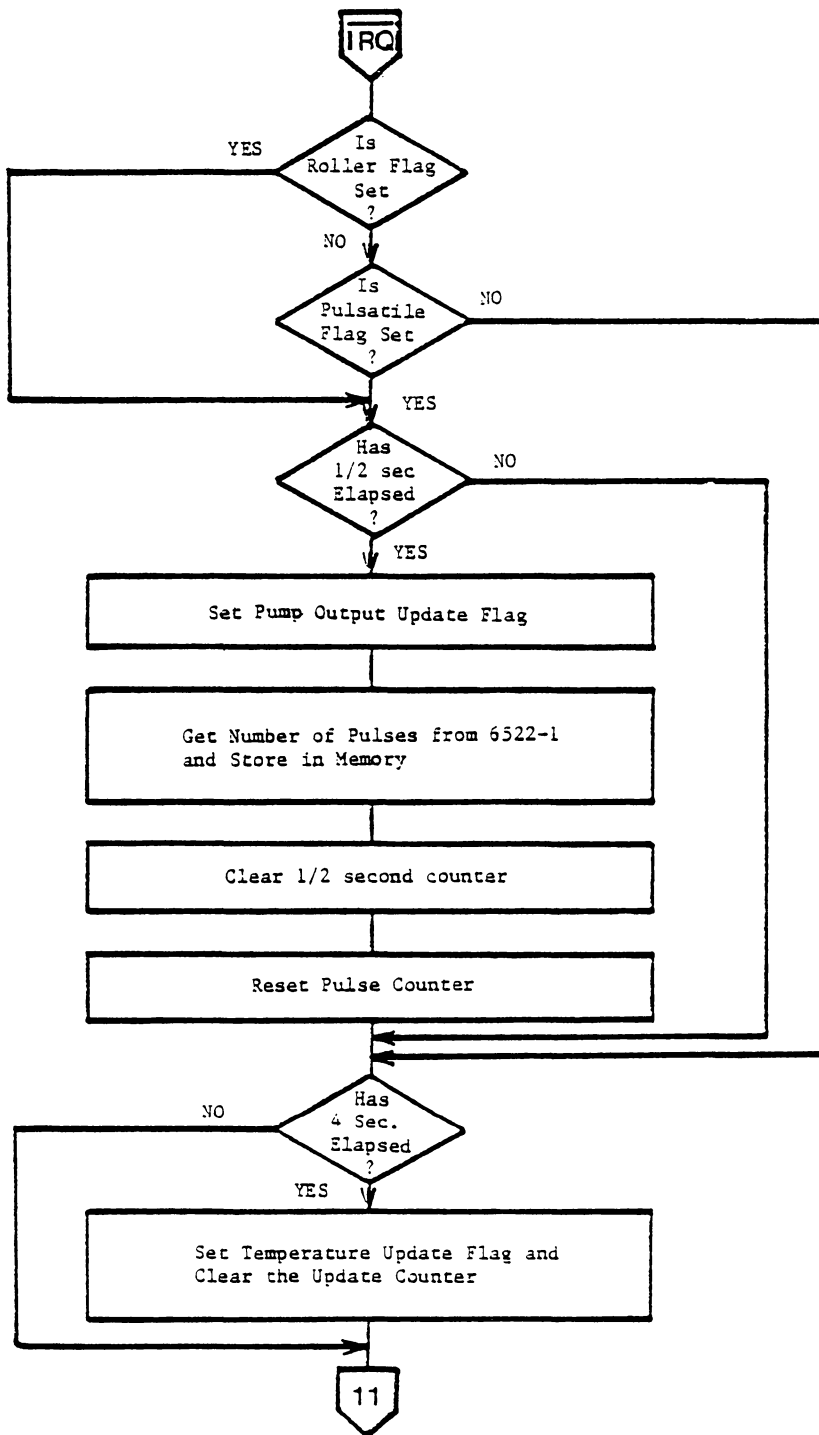 IRQ
Is
YES
Roller Flag
Set
?
NO
Is
NO
Pulsatile
Flag Set
?
YES
Has
NO
1/2 sec
Elapsed
?
YES
Set Pump Output Update Flag
Get Number of Pulses from 6522-1
and Store in Memory
Clear 1/2 second counter
Reset Pulse Counter
Has
NO
4 Sec.
Elapsed
?
YES
Set Temperature Update Flag and
Clear the Update Counter
11